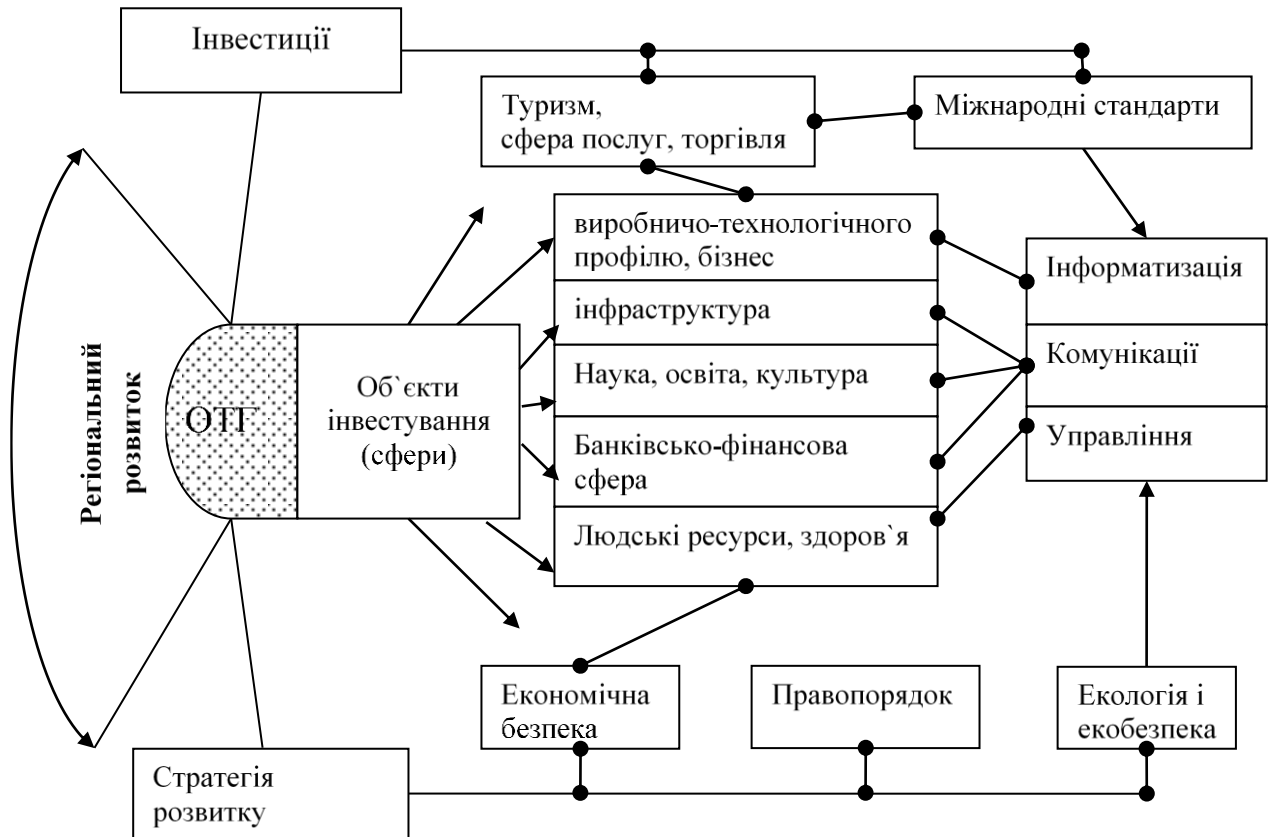 Інвестиції
Туризм,
сфера послуг, торгівля
Міжнародні стандарти
виробничо-технологічного
профілю, бізнес
інфраструктура
Наука, освіта, культура
Банківсько-фінансова
сфера
Людські ресурси, здоров`я
Інформатизація
Комунікації
Управління
Регіональний
розвиток
ОТГ
Об`єкти
інвестування
(сфери)
Економічна
безпека
Правопорядок
Екологія і
екобезпека
Стратегія
розвитку